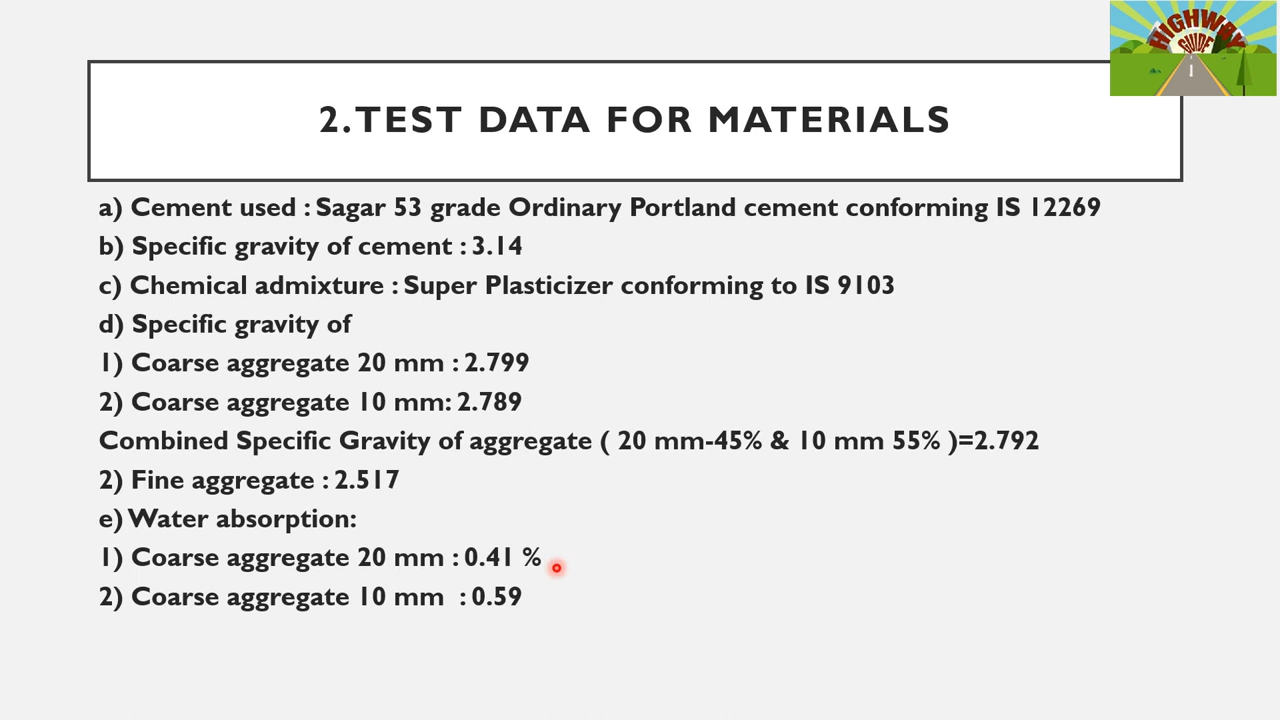 HIGHWAY
GUIDE
2.TEST DATA FOR MATERIALS
a) Cement used : Sagar 53 grade Ordinary Portland cement conforming IS 12269
b) Specific gravity of cement : 3.14
c) Chemical admixture : Super Plasticizer conforming to IS 9103
d) Specific gravity of
1) Coarse aggregate 20 mm : 2.799
2) Coarse aggregate 10 mm: 2.789
Combined Specific Gravity of aggregate ( 20 mm-45% & 10 mm 55% )=2.792
2) Fine aggregate : 2.517
e) Water absorption:
1) Coarse aggregate 20 mm : 0.41 %
2) Coarse aggregate 10 mm : 0.59